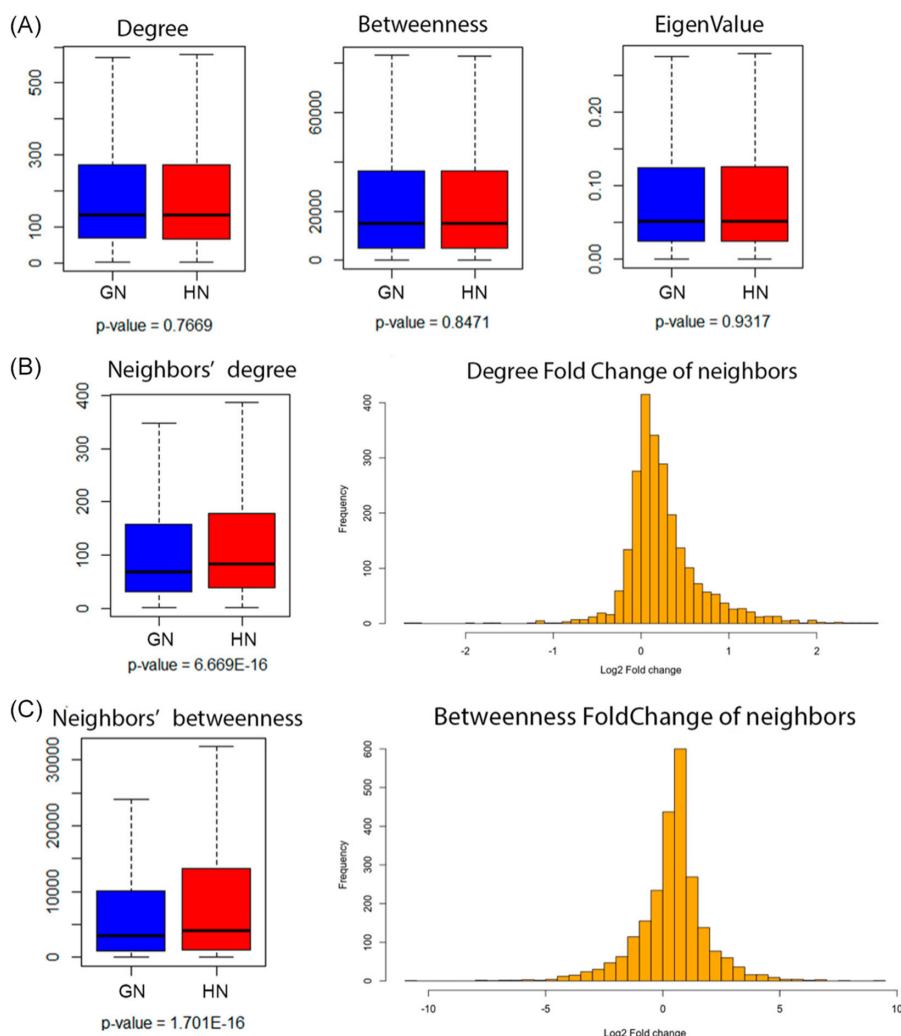 (A)
Degree
Betweenness
EigenValue
0 100 300 500
0 20000 60000
0.00 0.10 0.20
GN HN
GN HN
GN HN
p-value = 0.7669
p-value = 0.8471
p-value = 0.9317
(B)
Neighbors' degree
Degree Fold Change of neighbors
0 100 200 300 400
GN HN
p-value = 6.669E-16
Frequency
0 100 200 300 400
-2 -1 0 1 2
Log2 Fold change
(C)
Neighbors' betweenness
Betweenness FoldChange of neighbors
0 10000 20000 30000
GN HN
p-value = 1.701E-16
Frequency
0 100 200 300 400 500 600
-10 -5 0 5 10
Log2 Fold change